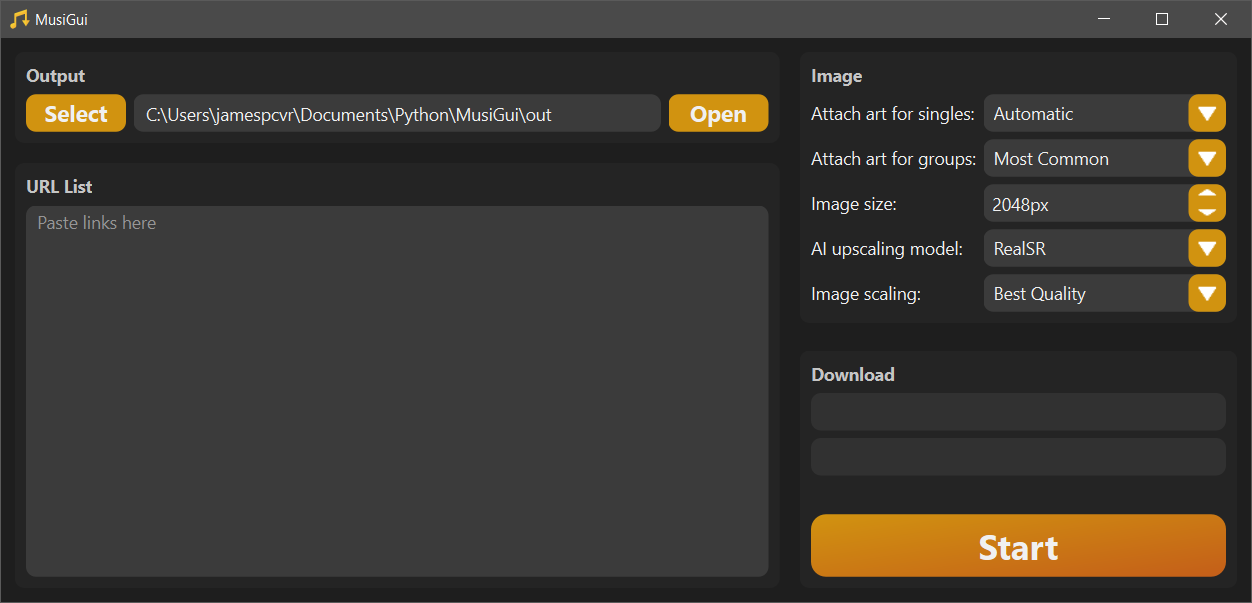 MusiGui
Output
Select C:\Users\jamespcvr\Documents\Python\MusiGui\out Open
URL List
Paste links here
Image
Attach art for singles: Automatic
Attach art for groups: Most Common
Image size: 2048px
AI upscaling model: RealSR
Image scaling: Best Quality
Download
Start